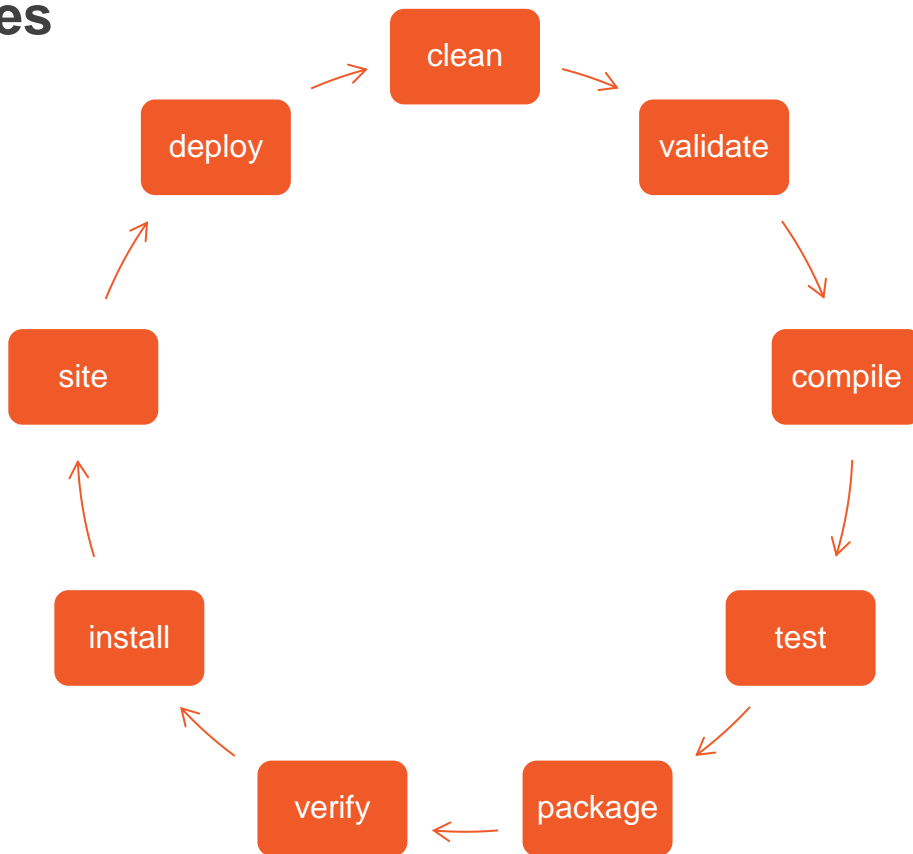 es
clean
validate
compile
test
package
verify
install
site
deploy